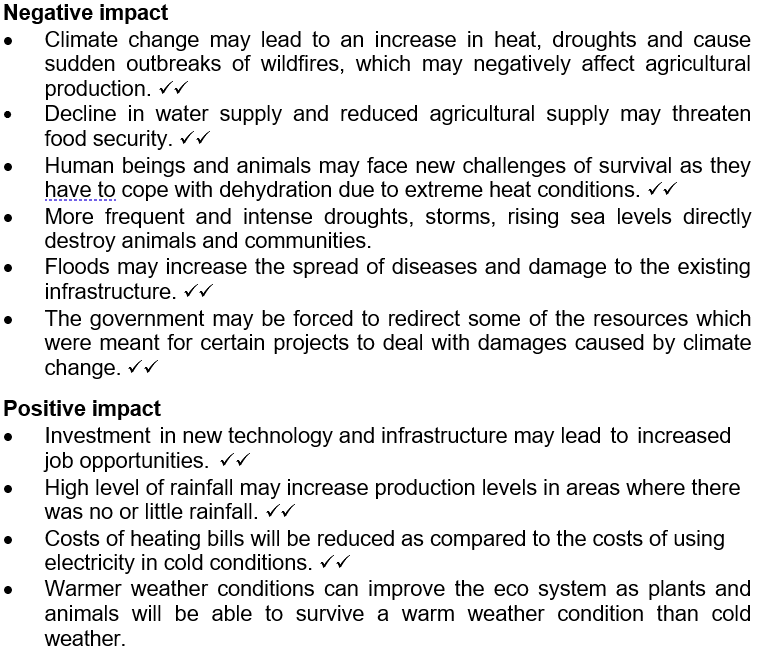 Negative impact
• Climate change may lead to an increase in heat, droughts and cause
sudden outbreaks of wildfires, which may negatively affect agricultural
production. ✓✓
• Decline in water supply and reduced agricultural supply may threaten
food security. ✓✓
• Human beings and animals may face new challenges of survival as they
have to cope with dehydration due to extreme heat conditions. ✓✓
• More frequent and intense droughts, storms, rising sea levels directly
destroy animals and communities.
• Floods may increase the spread of diseases and damage to the existing
infrastructure. ✓✓
• The government may be forced to redirect some of the resources which
were meant for certain projects to deal with damages caused by climate
change. ✓✓
Positive impact
• Investment in new technology and infrastructure may lead to increased
job opportunities. ✓✓
• High level of rainfall may increase production levels in areas where there
was no or little rainfall. ✓✓
• Costs of heating bills will be reduced as compared to the costs of using
electricity in cold conditions. ✓✓
• Warmer weather conditions can improve the eco system as plants and
animals will be able to survive a warm weather condition than cold
weather.